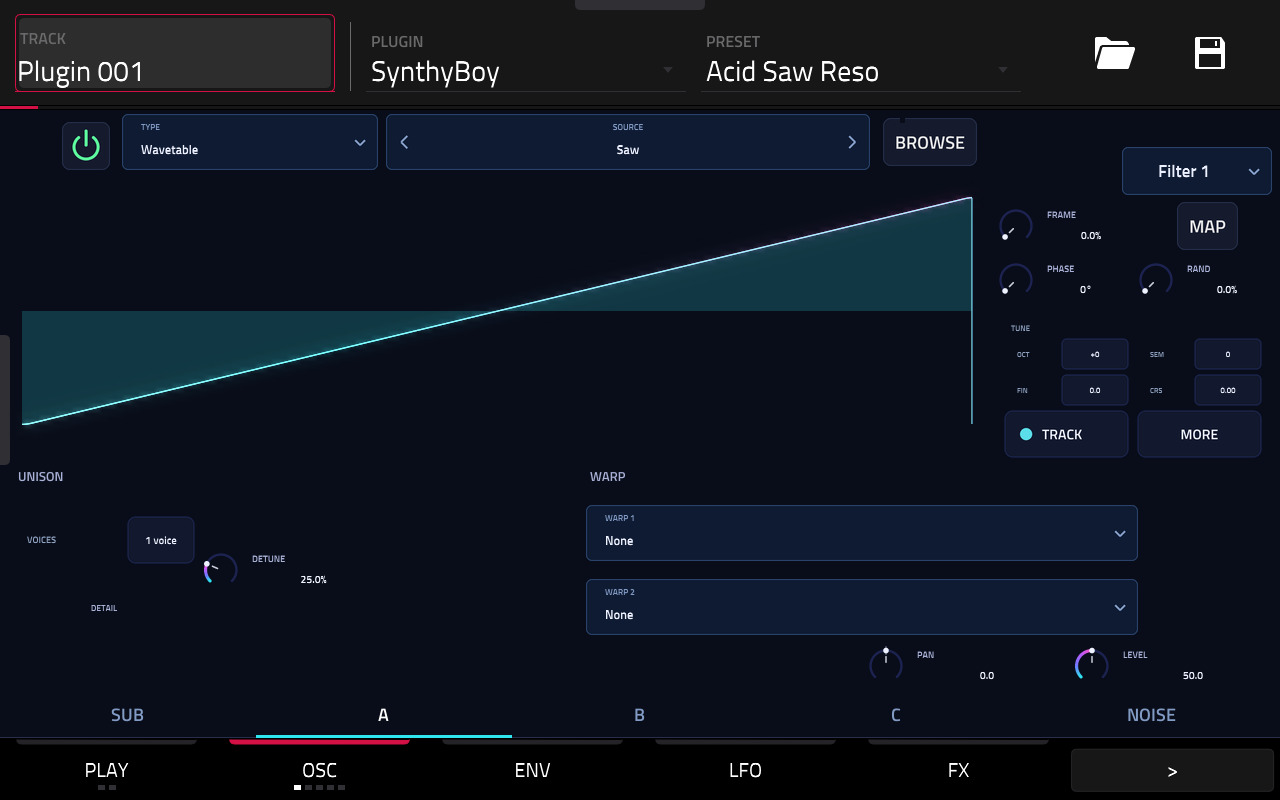 TRACK
Plugin 001
PLUGIN
SynthyBoy
PRESET
Acid Saw Reso
TYPE
Wavetable
SOURCE
Saw
BROWSE
Filter 1
FRAME
0.0%
MAP
PHASE
0°
RAND
0.0%
TUNE
OCT
+0
SEM
0
FIN
0.0
CRS
0.00
TRACK
MORE
UNISON
VOICES
1 voice
DETUNE
25.0%
DETAIL
WARP
WARP 1
None
WARP 2
None
PAN
0.0
LEVEL
50.0
SUB
A
B
C
NOISE
PLAY
OSC
ENV
LFO
FX
>